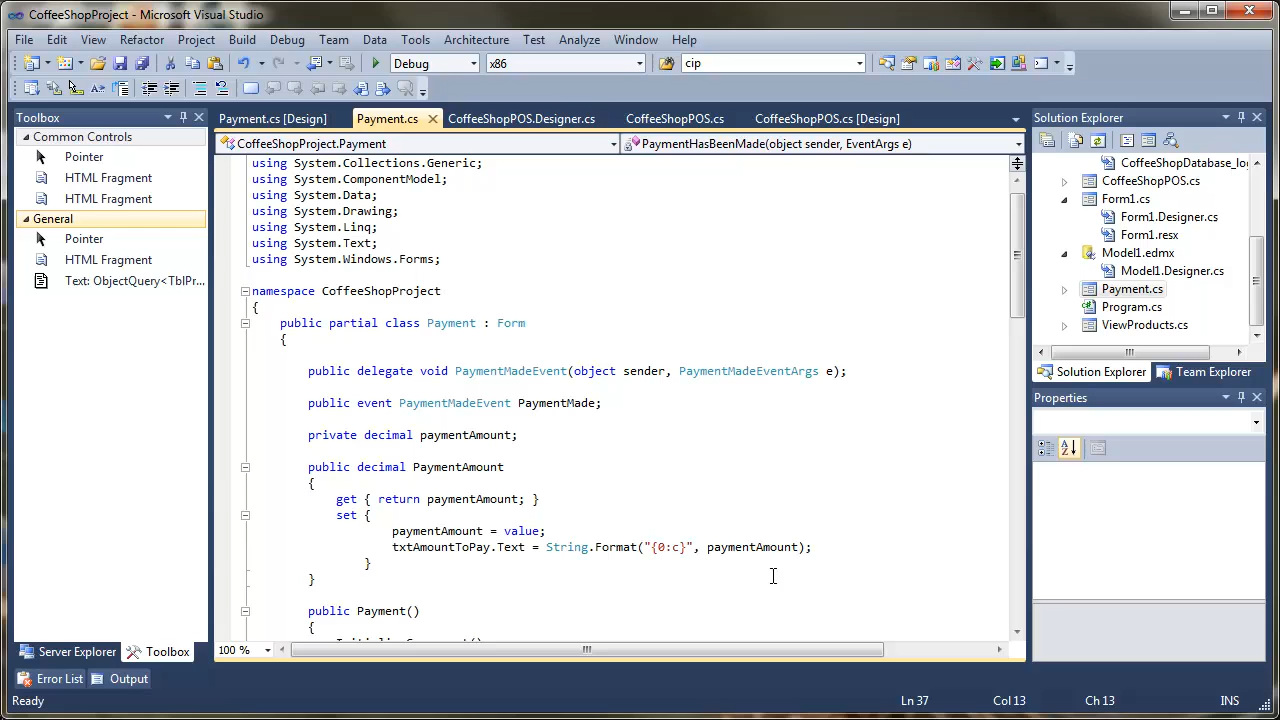 CoffeeShopProject - Microsoft Visual Studio
File Edit View Refactor Project Build Debug Team Data Tools Architecture Test Analyze Window Help
Debug x86 cip
Toolbox
Common Controls
Pointer
HTML Fragment
HTML Fragment
General
Pointer
HTML Fragment
Text: ObjectQuery<TblPr...
Server Explorer Toolbox
Payment.cs [Design] Payment.cs CoffeeShopPOS.Designer.cs CoffeeShopPOS.cs CoffeeShopPOS.cs [Design]
CoffeeShopProject.Payment PaymentHasBeenMade(object sender, EventArgs e)
using System.Collections.Generic;
using System.ComponentModel;
using System.Data;
using System.Drawing;
using System.Linq;
using System.Text;
using System.Windows.Forms;
namespace CoffeeShopProject
{
public partial class Payment : Form
{
public delegate void PaymentMadeEvent(object sender, PaymentMadeEventArgs e);
public event PaymentMadeEvent PaymentMade;
private decimal paymentAmount;
public decimal PaymentAmount
{
get { return paymentAmount; }
set {
paymentAmount = value;
txtAmountToPay.Text = String.Format("{0:c}", paymentAmount);
}
}
public Payment()
{
100 %
Solution Explorer
CoffeeShopDatabase_log
CoffeeShopPOS.cs
Form1.cs
Form1.Designer.cs
Form1.resx
Model1.edmx
Model1.Designer.cs
Payment.cs
Program.cs
ViewProducts.cs
Solution Explorer Team Explorer
Properties
Error List Output
Ready Ln 37 Col 13 Ch 13 INS